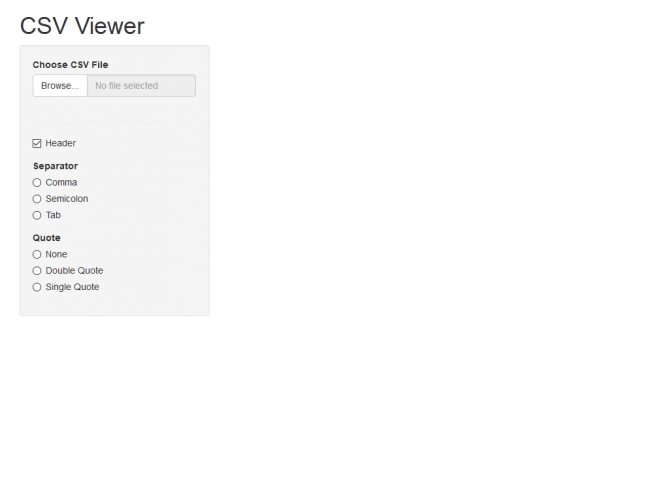 CSV Viewer
Choose CSV File
Browse... No file selected
Header
Separator
Comma
Semicolon
Tab
Quote
None
Double Quote
Single Quote